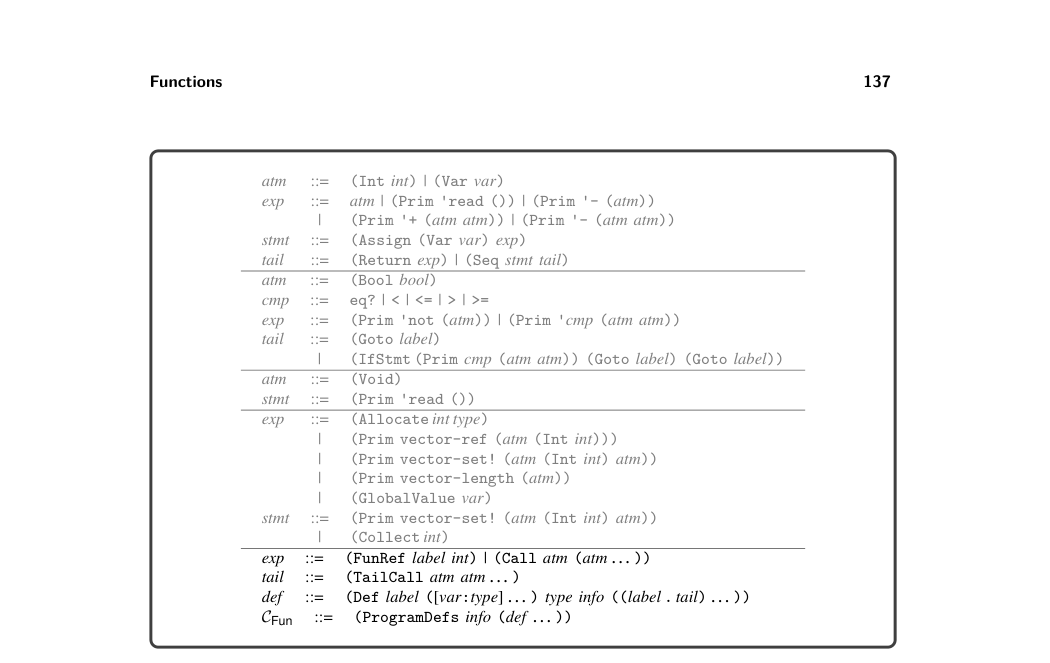 Functions 137
atm ::= (Int int) | (Var var)
exp ::= atm | (Prim 'read ()) | (Prim '- (atm))
| (Prim '+ (atm atm)) | (Prim '- (atm atm))
stmt ::= (Assign (Var var) exp)
tail ::= (Return exp) | (Seq stmt tail)
atm ::= (Bool bool)
cmp ::= eq? | < | <= | > | >=
exp ::= (Prim 'not (atm)) | (Prim 'cmp (atm atm))
tail ::= (Goto label)
| (IfStmt (Prim cmp (atm atm)) (Goto label) (Goto label))
atm ::= (Void)
stmt ::= (Prim 'read ())
exp ::= (Allocate int type)
| (Prim vector-ref (atm (Int int)))
| (Prim vector-set! (atm (Int int) atm))
| (Prim vector-length (atm))
| (GlobalValue var)
stmt ::= (Prim vector-set! (atm (Int int) atm))
| (Collect int)
exp ::= (FunRef label int) | (Call atm (atm ... ))
tail ::= (TailCall atm atm ... )
def ::= (Def label ([var:type] ... ) type info ((label . tail) ... ))
𝒞Fun ::= (ProgramDefs info (def ... ))